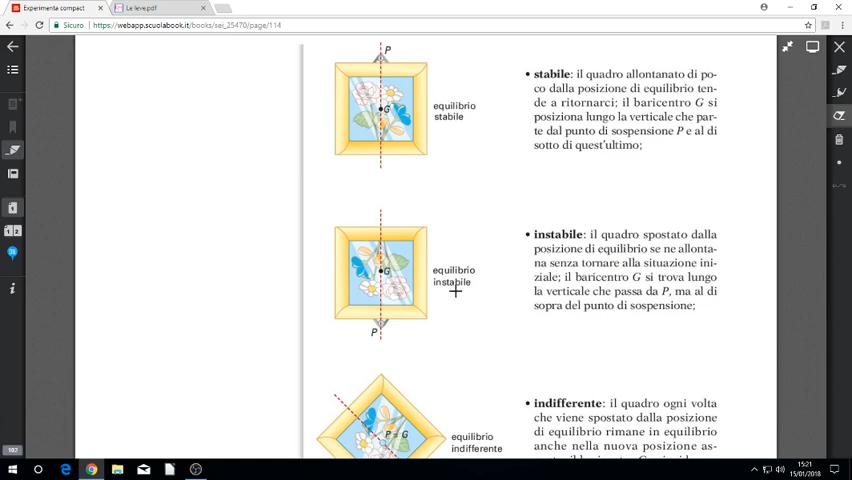 Experimenta compact
Le leve.pdf
Sicuro | https://webapp.scuolabook.it/books/sei_25470/page/114
P
G
equilibrio
stabile
• stabile: il quadro allontanato di po-
co dalla posizione di equilibrio ten-
de a ritornarci; il baricentro G si
posiziona lungo la verticale che par-
te dal punto di sospensione P e al di
sotto di quest'ultimo;
G
equilibrio
instabile
P
• instabile: il quadro spostato dalla
posizione di equilibrio se ne allonta-
na senza tornare alla situazione ini-
ziale; il baricentro G si trova lungo
la verticale che passa da P, ma al di
sopra del punto di sospensione;
P ≡ G
equilibrio
indifferente
• indifferente: il quadro ogni volta
che viene spostato dalla posizione
di equilibrio rimane in equilibrio
anche nella nuova posizione as-
107
15:21
15/01/2018